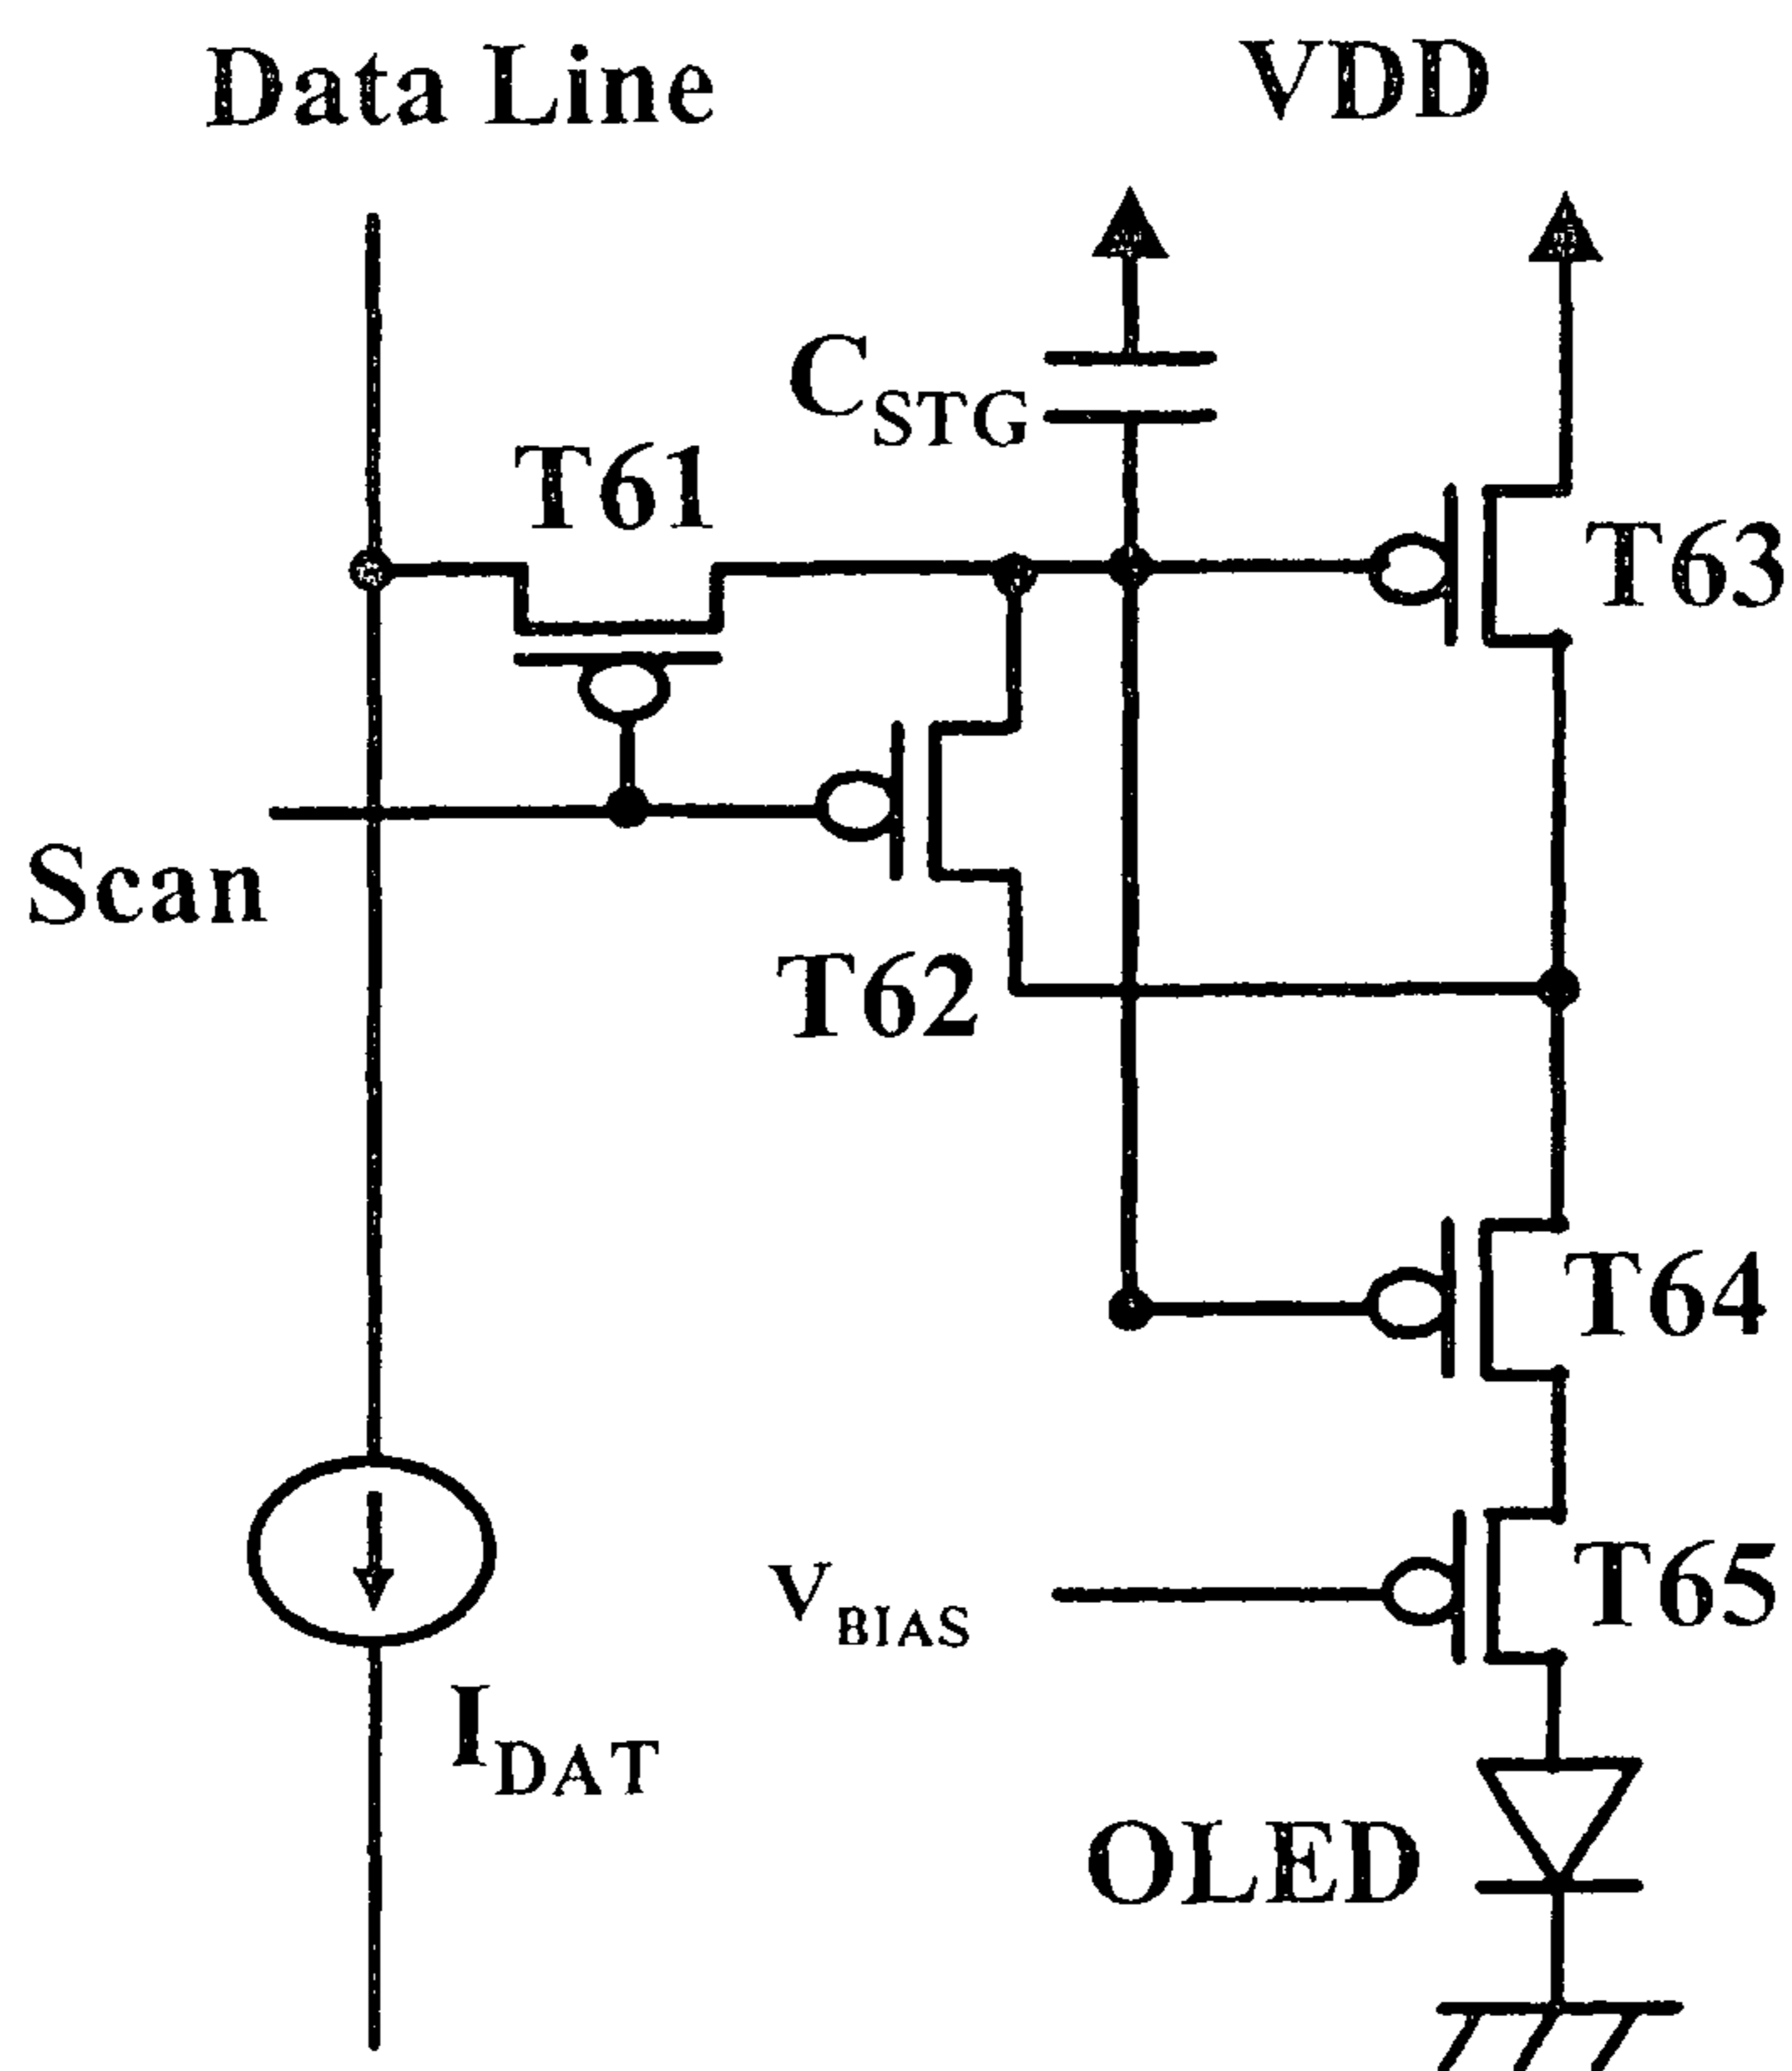 Data Line
VDD
C_STG
T61
T63
Scan
T62
T64
V_BIAS
T65
I_DAT
OLED